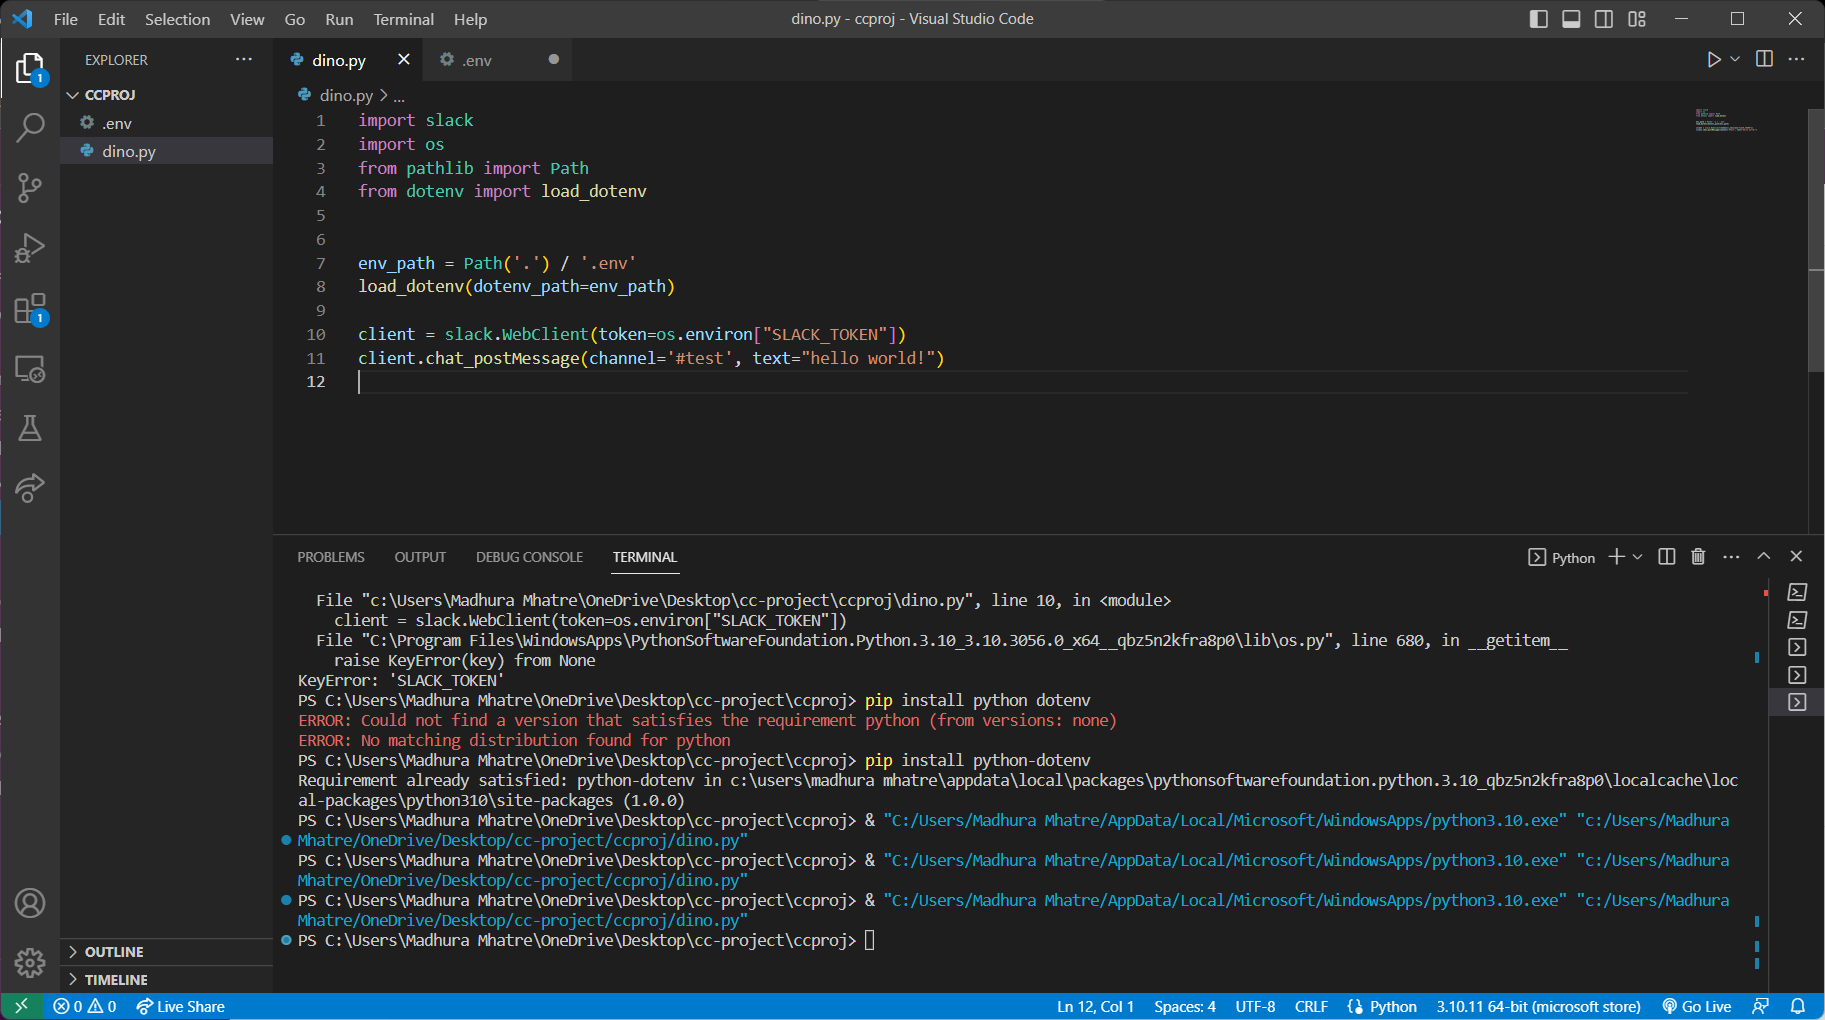 File Edit Selection View Go Run Terminal Help
dino.py - ccproj - Visual Studio Code
EXPLORER
CCPROJ
.env
dino.py
1
1
dino.py
.env
dino.py > ...
1 import slack
2 import os
3 from pathlib import Path
4 from dotenv import load_dotenv
5
6
7 env_path = Path('.') / '.env'
8 load_dotenv(dotenv_path=env_path)
9
10 client = slack.WebClient(token=os.environ["SLACK_TOKEN"])
11 client.chat_postMessage(channel='#test', text="hello world!")
12
PROBLEMS OUTPUT DEBUG CONSOLE TERMINAL
Python
File "c:\Users\Madhura Mhatre\OneDrive\Desktop\cc-project\ccproj\dino.py", line 10, in <module>
client = slack.WebClient(token=os.environ["SLACK_TOKEN"])
File "C:\Program Files\WindowsApps\PythonSoftwareFoundation.Python.3.10_3.10.3056.0_x64__qbz5n2kfra8p0\lib\os.py", line 680, in __getitem__
raise KeyError(key) from None
KeyError: 'SLACK_TOKEN'
PS C:\Users\Madhura Mhatre\OneDrive\Desktop\cc-project\ccproj> pip install python dotenv
ERROR: Could not find a version that satisfies the requirement python (from versions: none)
ERROR: No matching distribution found for python
PS C:\Users\Madhura Mhatre\OneDrive\Desktop\cc-project\ccproj> pip install python-dotenv
Requirement already satisfied: python-dotenv in c:\users\madhura mhatre\appdata\local\packages\pythonsoftwarefoundation.python.3.10_qbz5n2kfra8p0\localcache\loc
al-packages\python310\site-packages (1.0.0)
PS C:\Users\Madhura Mhatre\OneDrive\Desktop\cc-project\ccproj> & "C:/Users/Madhura Mhatre/AppData/Local/Microsoft/WindowsApps/python3.10.exe" "c:/Users/Madhura
Mhatre/OneDrive/Desktop/cc-project/ccproj/dino.py"
PS C:\Users\Madhura Mhatre\OneDrive\Desktop\cc-project\ccproj> & "C:/Users/Madhura Mhatre/AppData/Local/Microsoft/WindowsApps/python3.10.exe" "c:/Users/Madhura
Mhatre/OneDrive/Desktop/cc-project/ccproj/dino.py"
PS C:\Users\Madhura Mhatre\OneDrive\Desktop\cc-project\ccproj> & "C:/Users/Madhura Mhatre/AppData/Local/Microsoft/WindowsApps/python3.10.exe" "c:/Users/Madhura
Mhatre/OneDrive/Desktop/cc-project/ccproj/dino.py"
PS C:\Users\Madhura Mhatre\OneDrive\Desktop\cc-project\ccproj>
OUTLINE
TIMELINE
0 0 Live Share
Ln 12, Col 1 Spaces: 4 UTF-8 CRLF Python 3.10.11 64-bit (microsoft store) Go Live